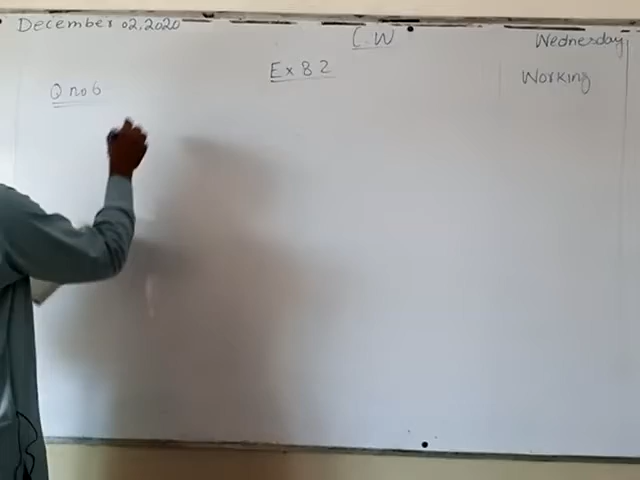 December 02, 2020
C.W
Wednesday
Ex 8 2
Working
Q no 6